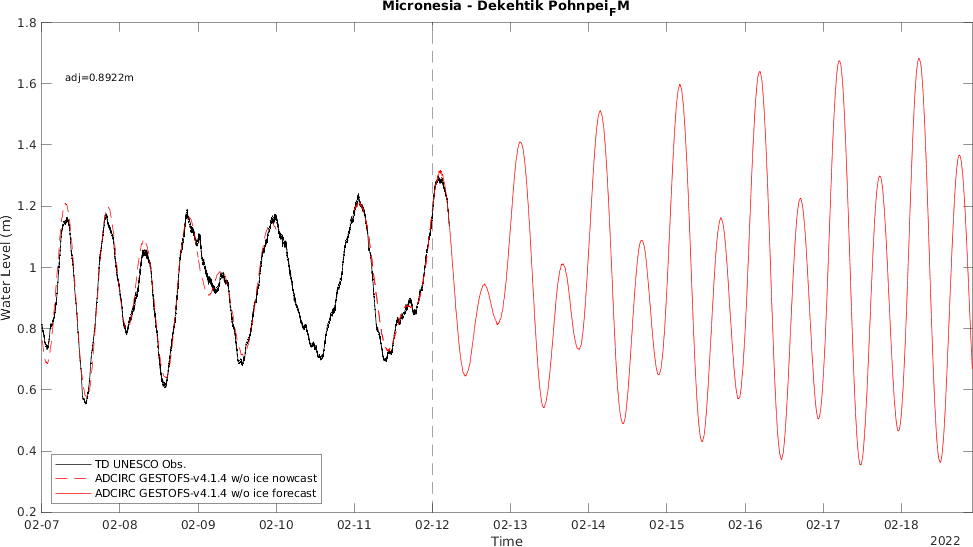 Micronesia - Dekehtik Pohnpei_FM
adj=0.8922m
Water Level (m)
1.8
1.6
1.4
1.2
1
0.8
0.6
0.4
0.2
TD UNESCO Obs.
ADCIRC GESTOFS-v4.1.4 w/o ice nowcast
ADCIRC GESTOFS-v4.1.4 w/o ice forecast
02-07 02-08 02-09 02-10 02-11 02-12 02-13 02-14 02-15 02-16 02-17 02-18
Time
2022